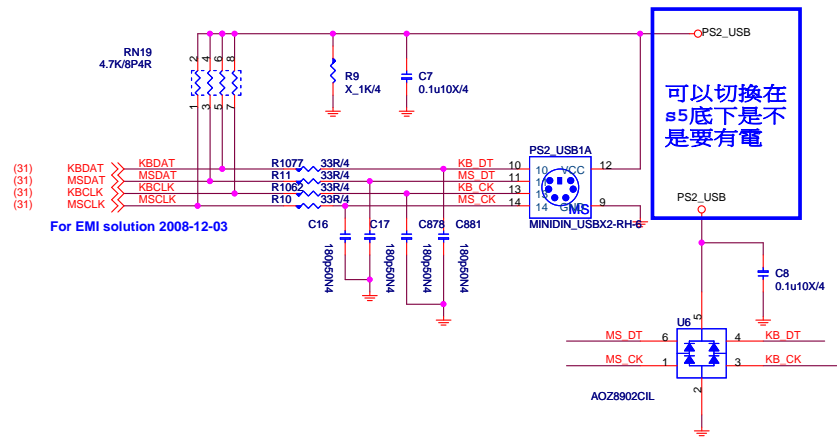 PS2_USB
RN19
4.7K/8P4R
2 4 6 8
1 3 5 7
R9
X_1K/4
C7
0.1u10X/4
可以切換在
s5底下是不
是要有電
PS2_USB1A
(31) KBDAT KBDAT R1077 33R/4 KB_DT 10 10 VCC 12
(31) MSDAT MSDAT R11 33R/4 MS_DT 11
(31) KBCLK KBCLK R1062 33R/4 KB_CK 13 13
(31) MSCLK MSCLK R10 33R/4 MS_CK 14 14 MS 9
MINIDIN_USBX2-RH-6
For EMI solution 2008-12-03
C16 C17 C878 C881
180p50N4 180p50N4 180p50N4 180p50N4
PS2_USB
C8
0.1u10X/4
U6
5
MS_DT 6 4 KB_DT
MS_CK 1 3 KB_CK
2
AOZ8902CIL